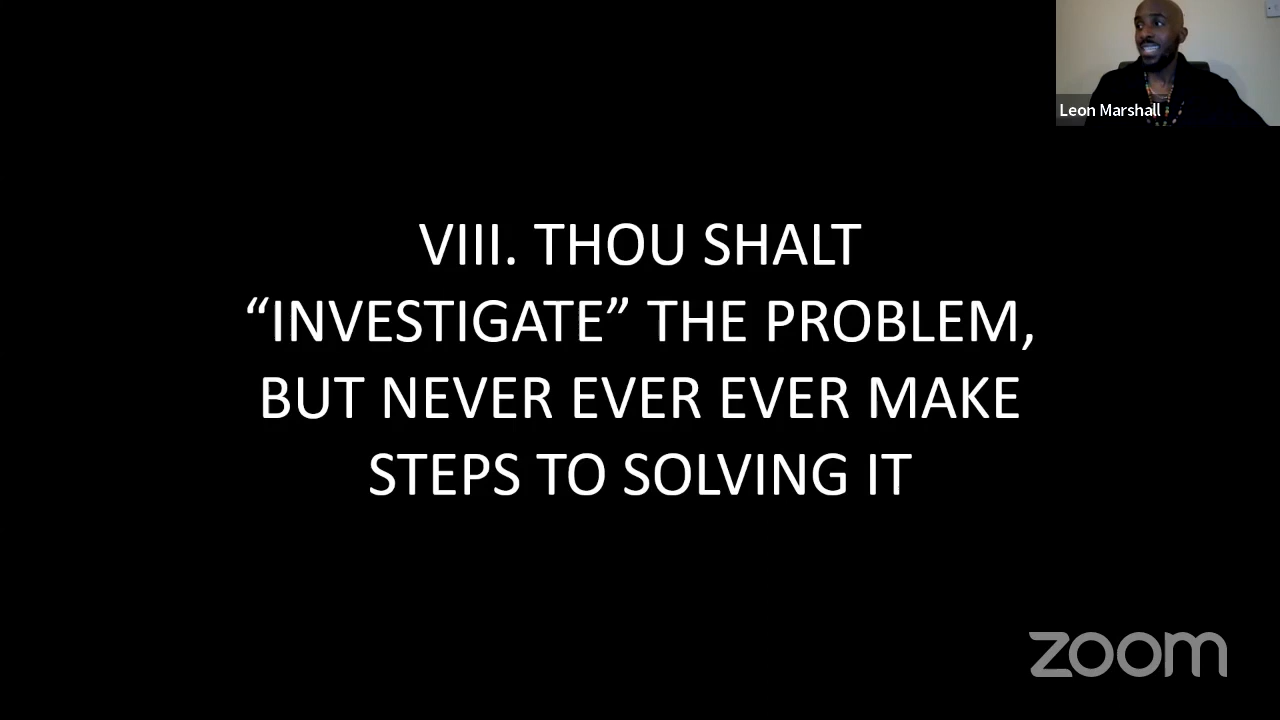 Leon Marshall
VIII. THOU SHALT
“INVESTIGATE” THE PROBLEM,
BUT NEVER EVER EVER MAKE
STEPS TO SOLVING IT
zoom